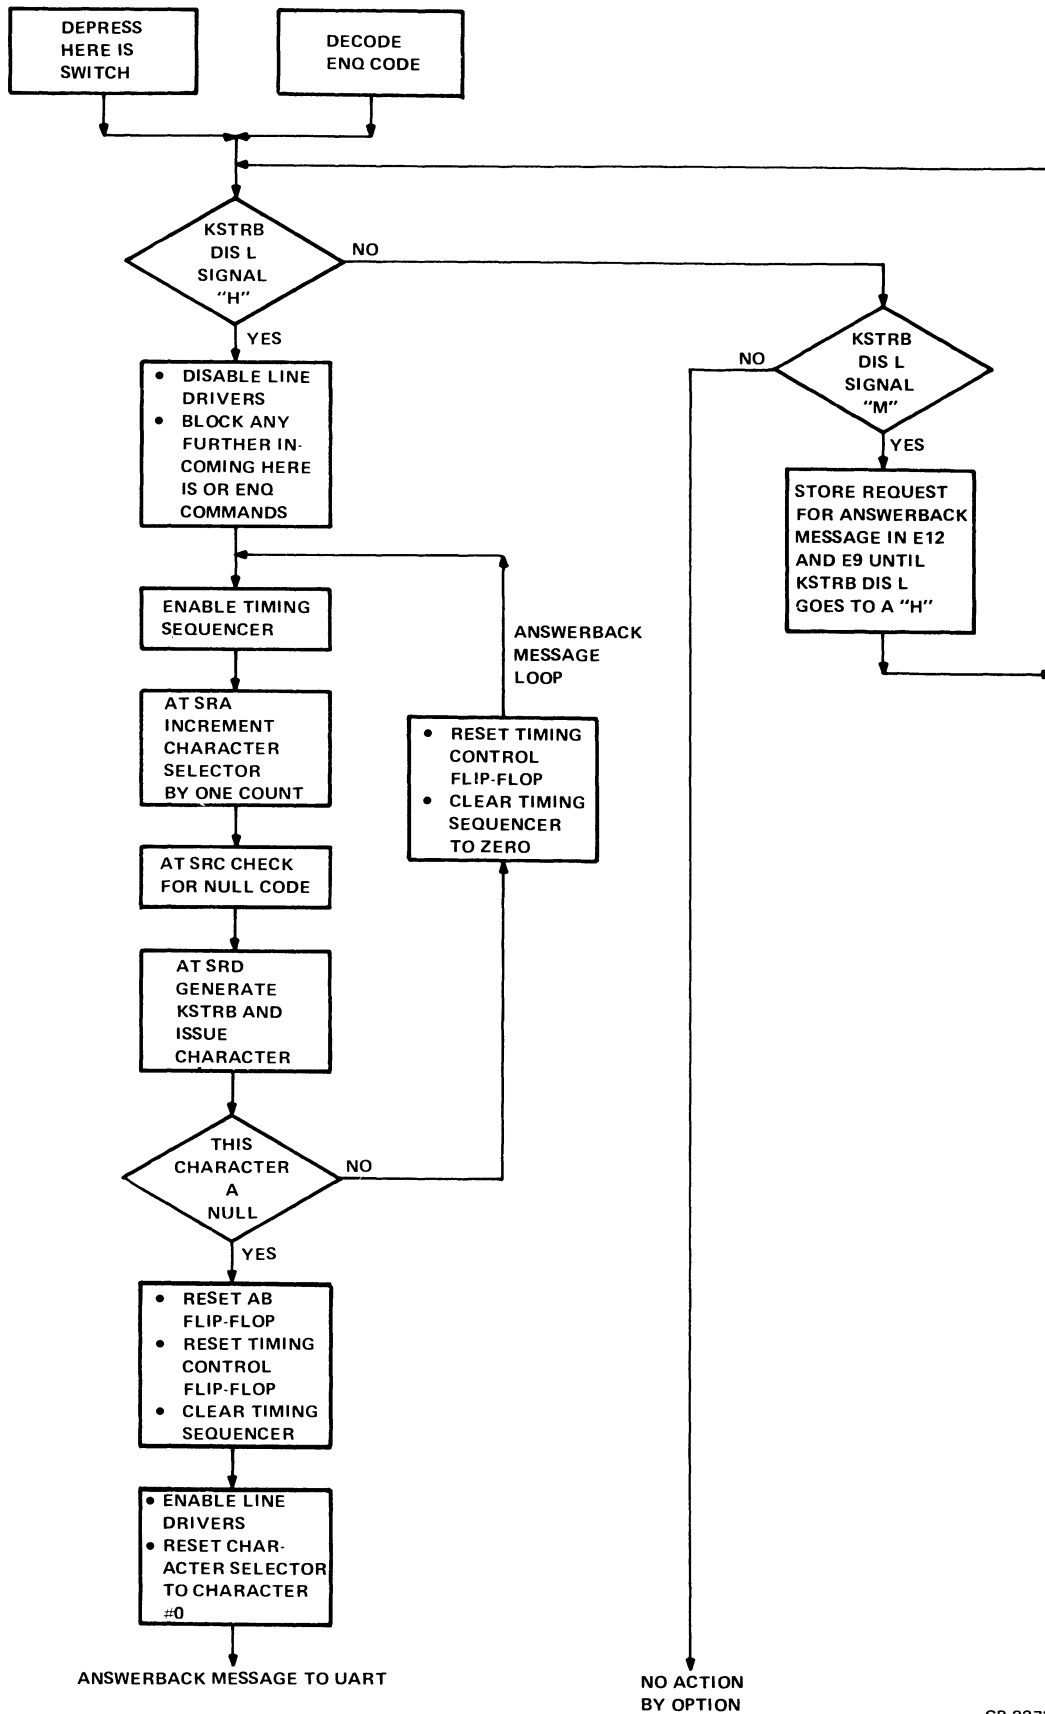 DEPRESS
HERE IS
SWITCH
DECODE
ENQ CODE
KSTRB
DIS L
SIGNAL
"H"
NO
YES
KSTRB
DIS L
SIGNAL
"M"
NO
YES
• DISABLE LINE
DRIVERS
• BLOCK ANY
FURTHER IN-
COMING HERE
IS OR ENQ
COMMANDS
STORE REQUEST
FOR ANSWERBACK
MESSAGE IN E12
AND E9 UNTIL
KSTRB DIS L
GOES TO A "H"
ENABLE TIMING
SEQUENCER
ANSWERBACK
MESSAGE
LOOP
AT SRA
INCREMENT
CHARACTER
SELECTOR
BY ONE COUNT
• RESET TIMING
CONTROL
FLIP-FLOP
• CLEAR TIMING
SEQUENCER
TO ZERO
AT SRC CHECK
FOR NULL CODE
AT SRD
GENERATE
KSTRB AND
ISSUE
CHARACTER
THIS
CHARACTER
A
NULL
NO
YES
• RESET AB
FLIP-FLOP
• RESET TIMING
CONTROL
FLIP-FLOP
• CLEAR TIMING
SEQUENCER
• ENABLE LINE
DRIVERS
• RESET CHAR-
ACTER SELECTOR
TO CHARACTER
#0
ANSWERBACK MESSAGE TO UART
NO ACTION
BY OPTION